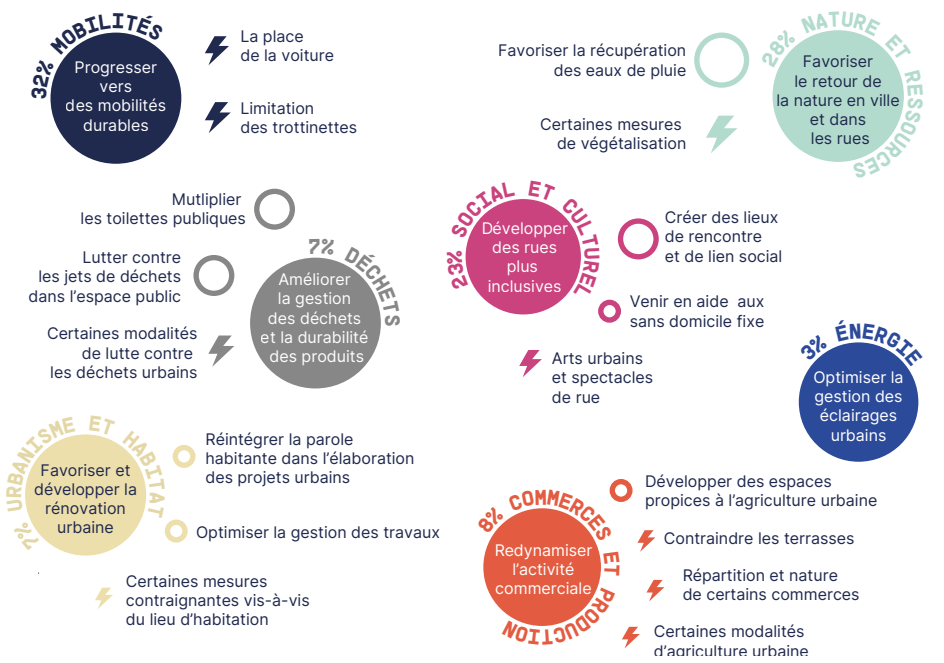 32% MOBILITÉS
Progresser
vers
des mobilités
durables
La place
de la voiture
Limitation
des trottinettes
28% NATURE ET RESSOURCES
Favoriser
le retour de
la nature en ville
et dans
les rues
Favoriser la récupération
des eaux de pluie
Certaines mesures
de végétalisation
7% DÉCHETS
Améliorer
la gestion
des déchets
et la durabilité
des produits
Mutliplier
les toilettes publiques
Lutter contre
les jets de déchets
dans l'espace public
Certaines modalités
de lutte contre
les déchets urbains
23% SOCIAL ET CULTUREL
Développer
des rues
plus
inclusives
Créer des lieux
de rencontre
et de lien social
Venir en aide aux
sans domicile fixe
Arts urbains
et spectacles
de rue
3% ÉNERGIE
Optimiser la
gestion des
éclairages
urbains
7% URBANISME ET HABITAT
Favoriser et
développer la
rénovation
urbaine
Réintégrer la parole
habitante dans l'élaboration
des projets urbains
Optimiser la gestion des travaux
Certaines mesures
contraignantes vis-à-vis
du lieu d'habitation
8% COMMERCES ET PRODUCTION
Redynamiser
l'activité
commerciale
Développer des espaces
propices à l'agriculture urbaine
Contraindre les terrasses
Répartition et nature
de certains commerces
Certaines modalités
d'agriculture urbaine